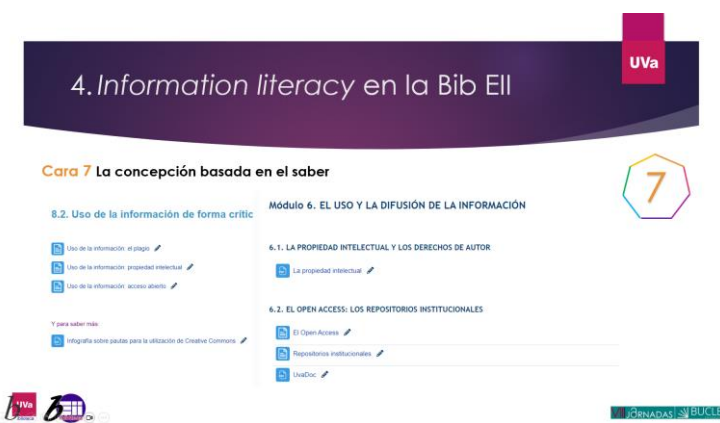 UVa
4. Information literacy en la Bib EII
Cara 7 La concepción basada en el saber
7
8.2. Uso de la información de forma crític
Uso de la información: el plagio
Uso de la información: propiedad intelectual
Uso de la información: acceso abierto
Y para saber más:
Infografía sobre pautas para la utilización de Creative Commons
Módulo 6. EL USO Y LA DIFUSIÓN DE LA INFORMACIÓN
6.1. LA PROPIEDAD INTELECTUAL Y LOS DERECHOS DE AUTOR
La propiedad intelectual
6.2. EL OPEN ACCESS: LOS REPOSITORIOS INSTITUCIONALES
El Open Access
Repositorios institucionales
UvaDoc
UVa
JORNADAS BUCLE